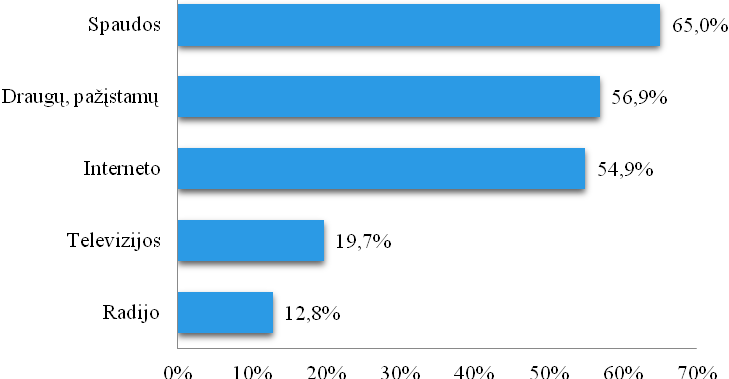 Spaudos 65,0%
Draugų, pažįstamų 56,9%
Interneto 54,9%
Televizijos 19,7%
Radijo 12,8%
0% 10% 20% 30% 40% 50% 60% 70%